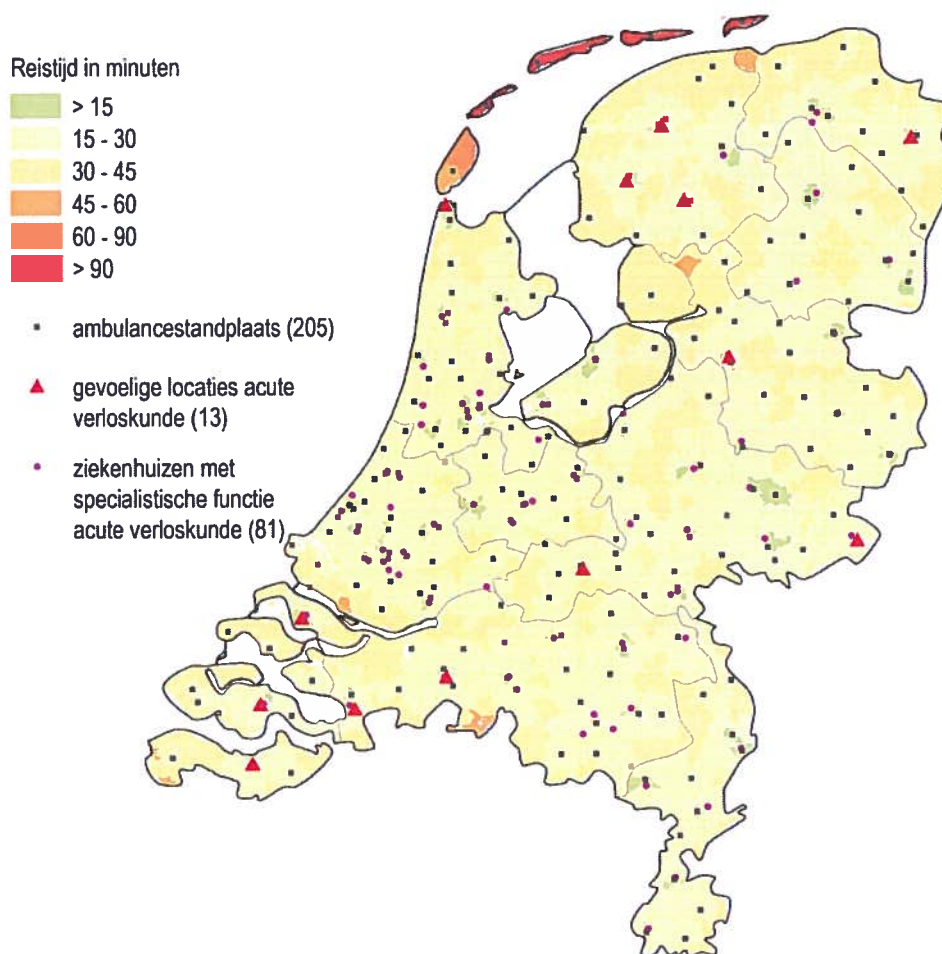 Reistijd in minuten
> 15
15 - 30
30 - 45
45 - 60
60 - 90
> 90
ambulancestandplaats (205)
gevoelige locaties acute
verloskunde (13)
ziekenhuizen met
specialistische functie
acute verloskunde (81)